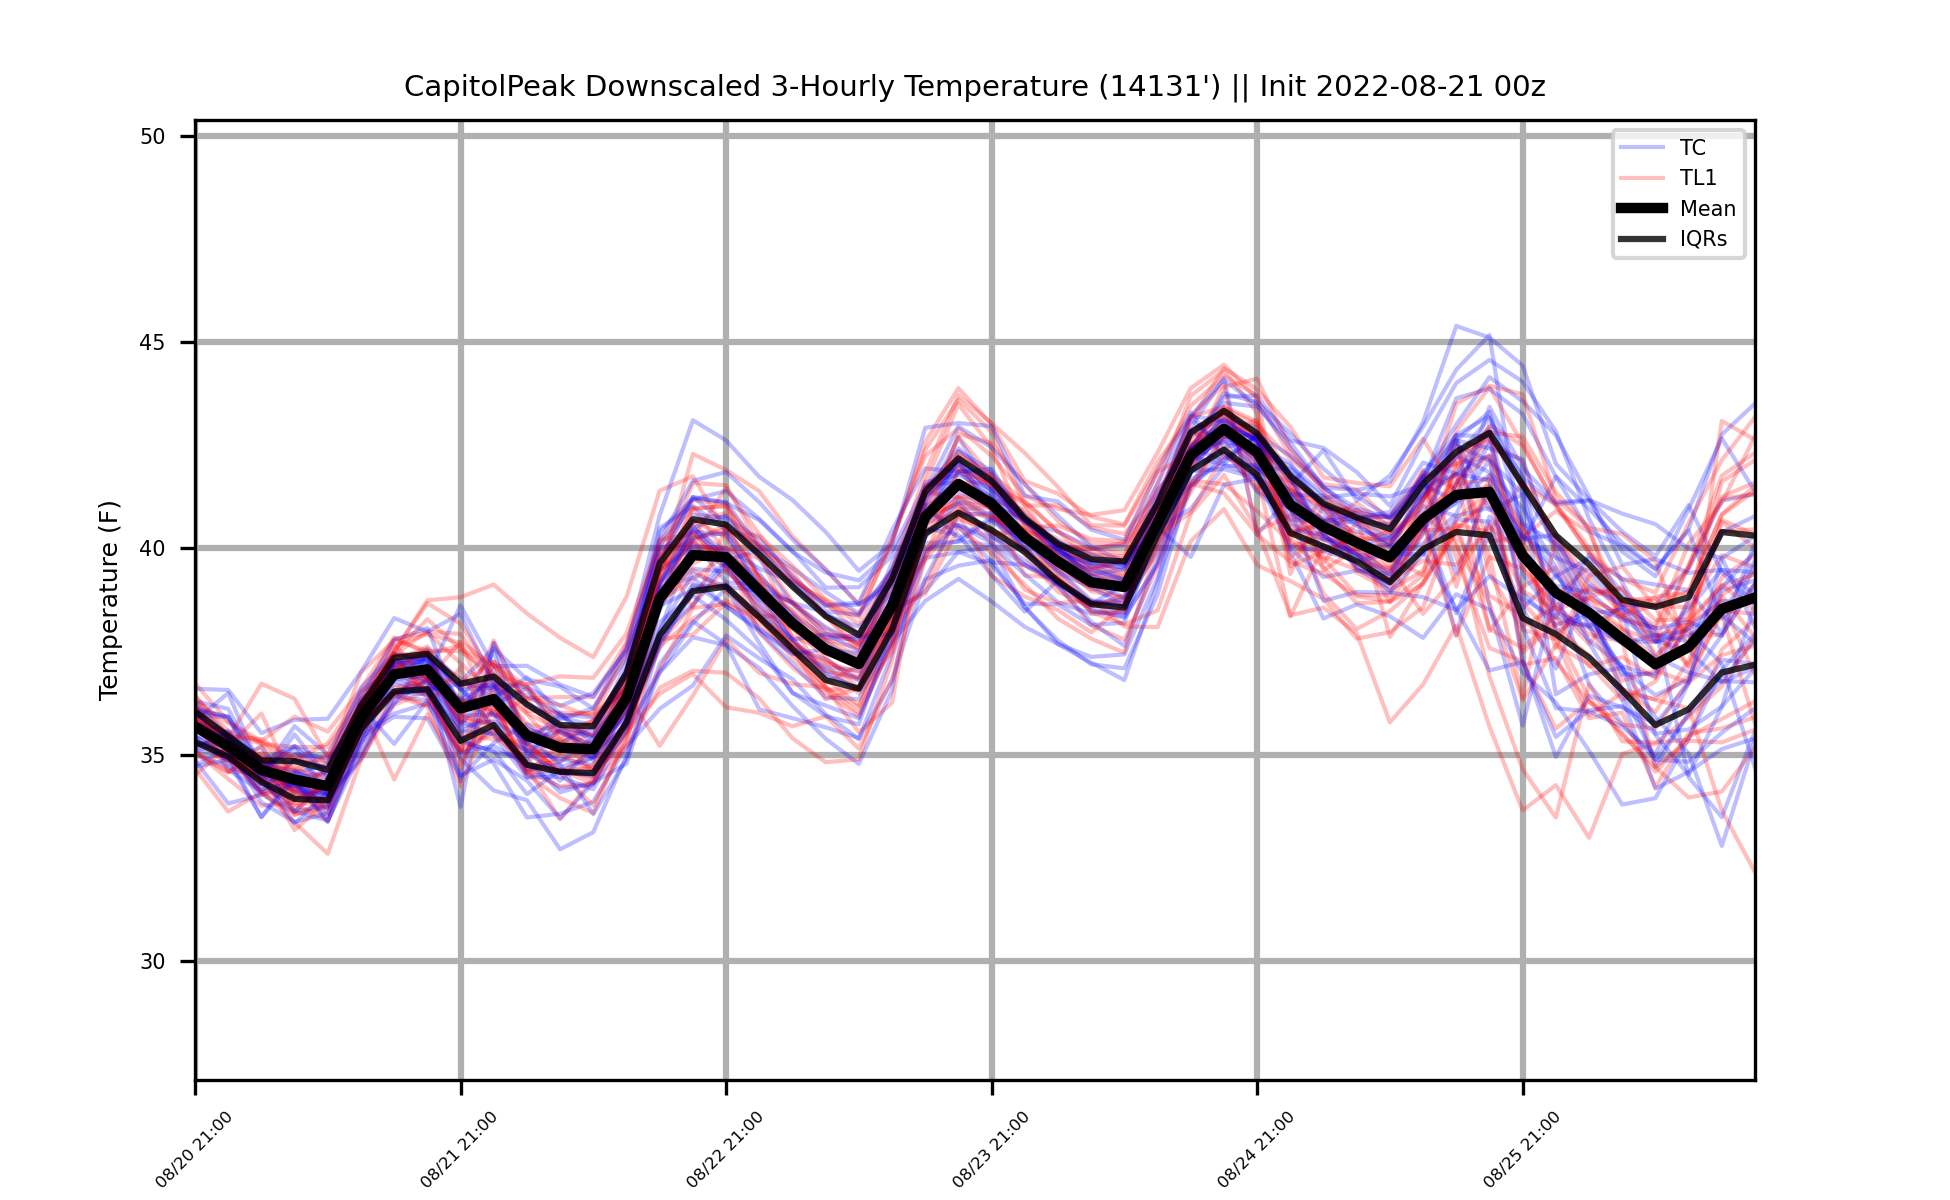 CapitolPeak Downscaled 3-Hourly Temperature (14131') || Init 2022-08-21 00z
TC
TL1
Mean
IQRs
Temperature (F)
50
45
40
35
30
08/20 21:00
08/21 21:00
08/22 21:00
08/23 21:00
08/24 21:00
08/25 21:00